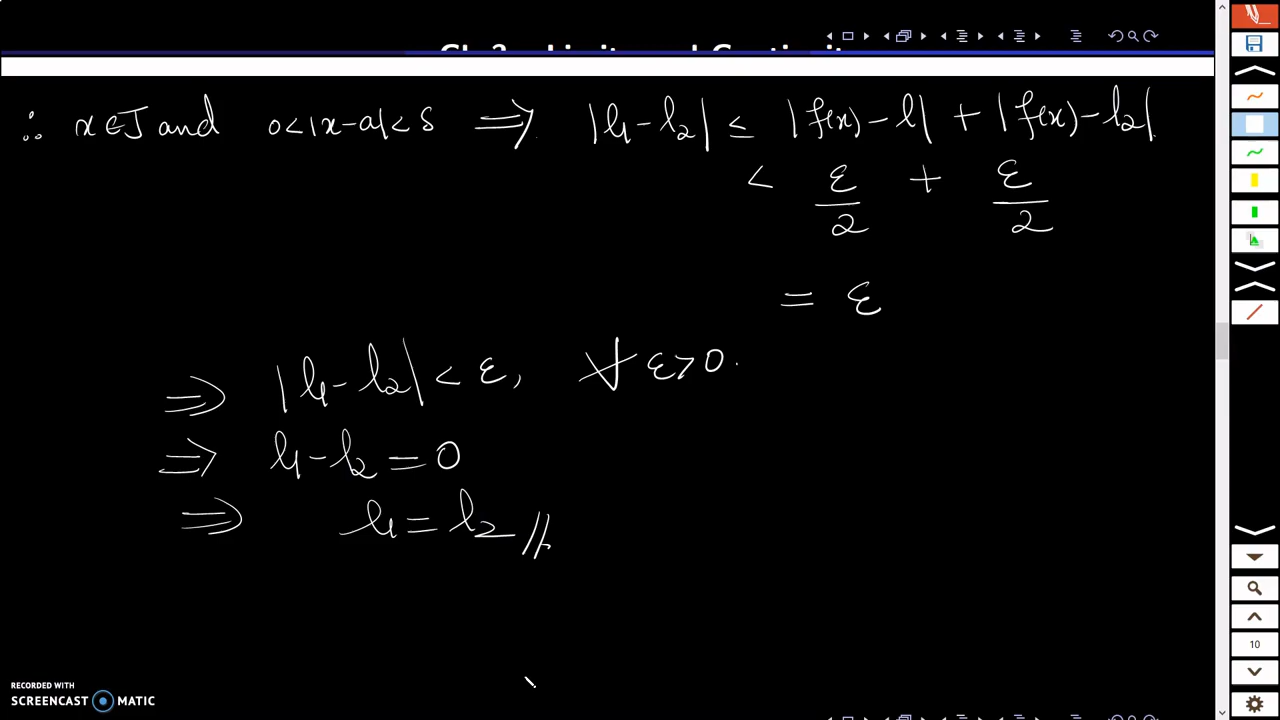 ∴ x∈J and 0<|x-a|<δ ⟹ |l₁-l₂| ≤ |f(x)-l₁| + |f(x)-l₂|.
< ε/2 + ε/2
= ε
⟹ |l₁-l₂| < ε, ∀ ε>0.
⟹ l₁-l₂ = 0
⟹ l₁ = l₂ //
10
RECORDED WITH
SCREENCAST MATIC